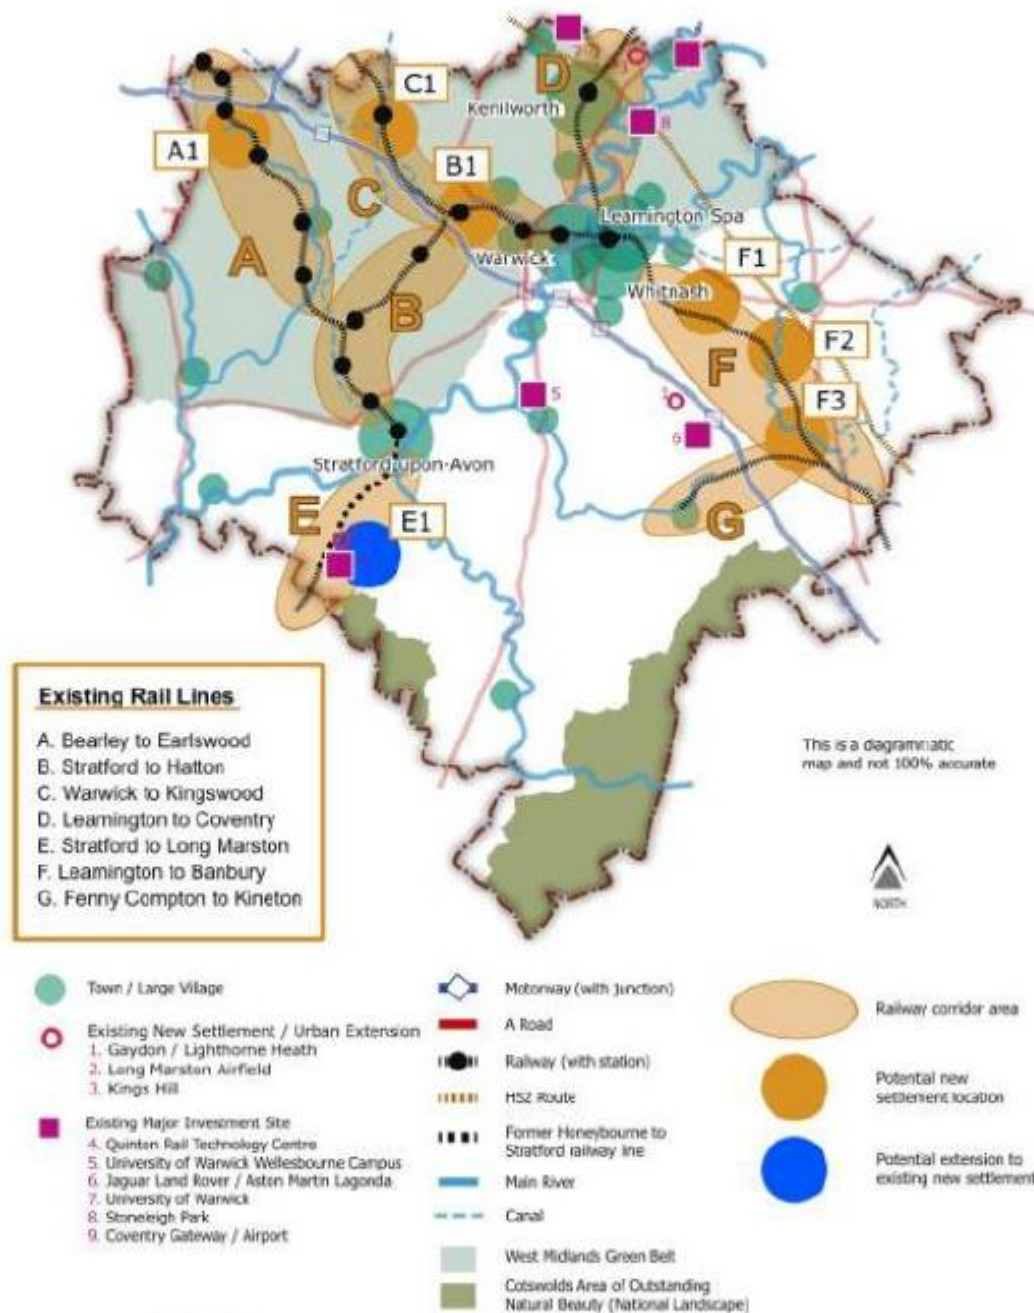 C1
D
Kenilworth
8
A1
B1
C
Leamington Spa
A
Warwick
F1
Whitnash
B
F2
F
5
F3
6
Stratford-upon-Avon
E
E1
G
Existing Rail Lines
A. Bearley to Earlswood
B. Stratford to Hatton
C. Warwick to Kingswood
D. Leamington to Coventry
E. Stratford to Long Marston
F. Leamington to Banbury
G. Fenny Compton to Kineton
This is a diagrammatic
map and not 100% accurate
NORTH
Town / Large Village
Existing New Settlement / Urban Extension
1. Gaydon / Lighthorne Heath
2. Long Marston Airfield
3. Kings Hill
Existing Major Investment Site
4. Quinton Rail Technology Centre
5. University of Warwick Wellesbourne Campus
6. Jaguar Land Rover / Aston Martin Lagonda
7. University of Warwick
8. Stoneleigh Park
9. Coventry Gateway / Airport
Motorway (with junction)
A Road
Railway (with station)
HS2 Route
Former Honeybourne to
Stratford railway line
Main River
Canal
West Midlands Green Belt
Cotswolds Area of Outstanding
Natural Beauty (National Landscape)
Railway corridor area
Potential new
settlement location
Potential extension to
existing new settlement